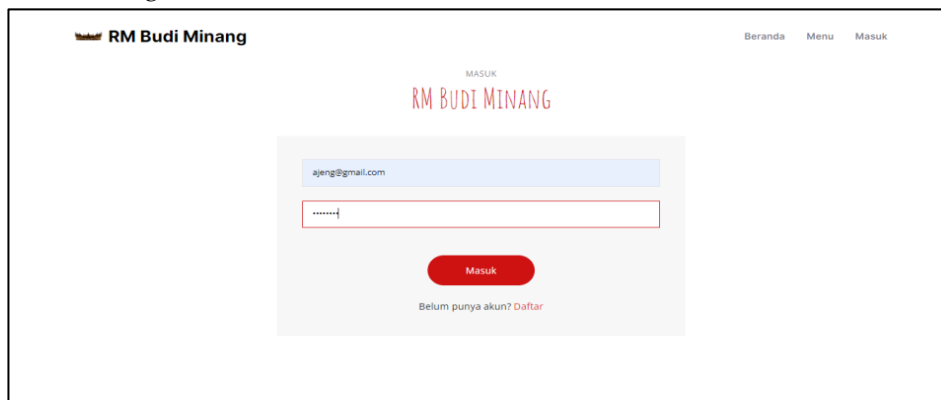 RM Budi Minang
Beranda Menu Masuk
MASUK
RM BUDI MINANG
ajeng@gmail.com
••••••••
Masuk
Belum punya akun? Daftar